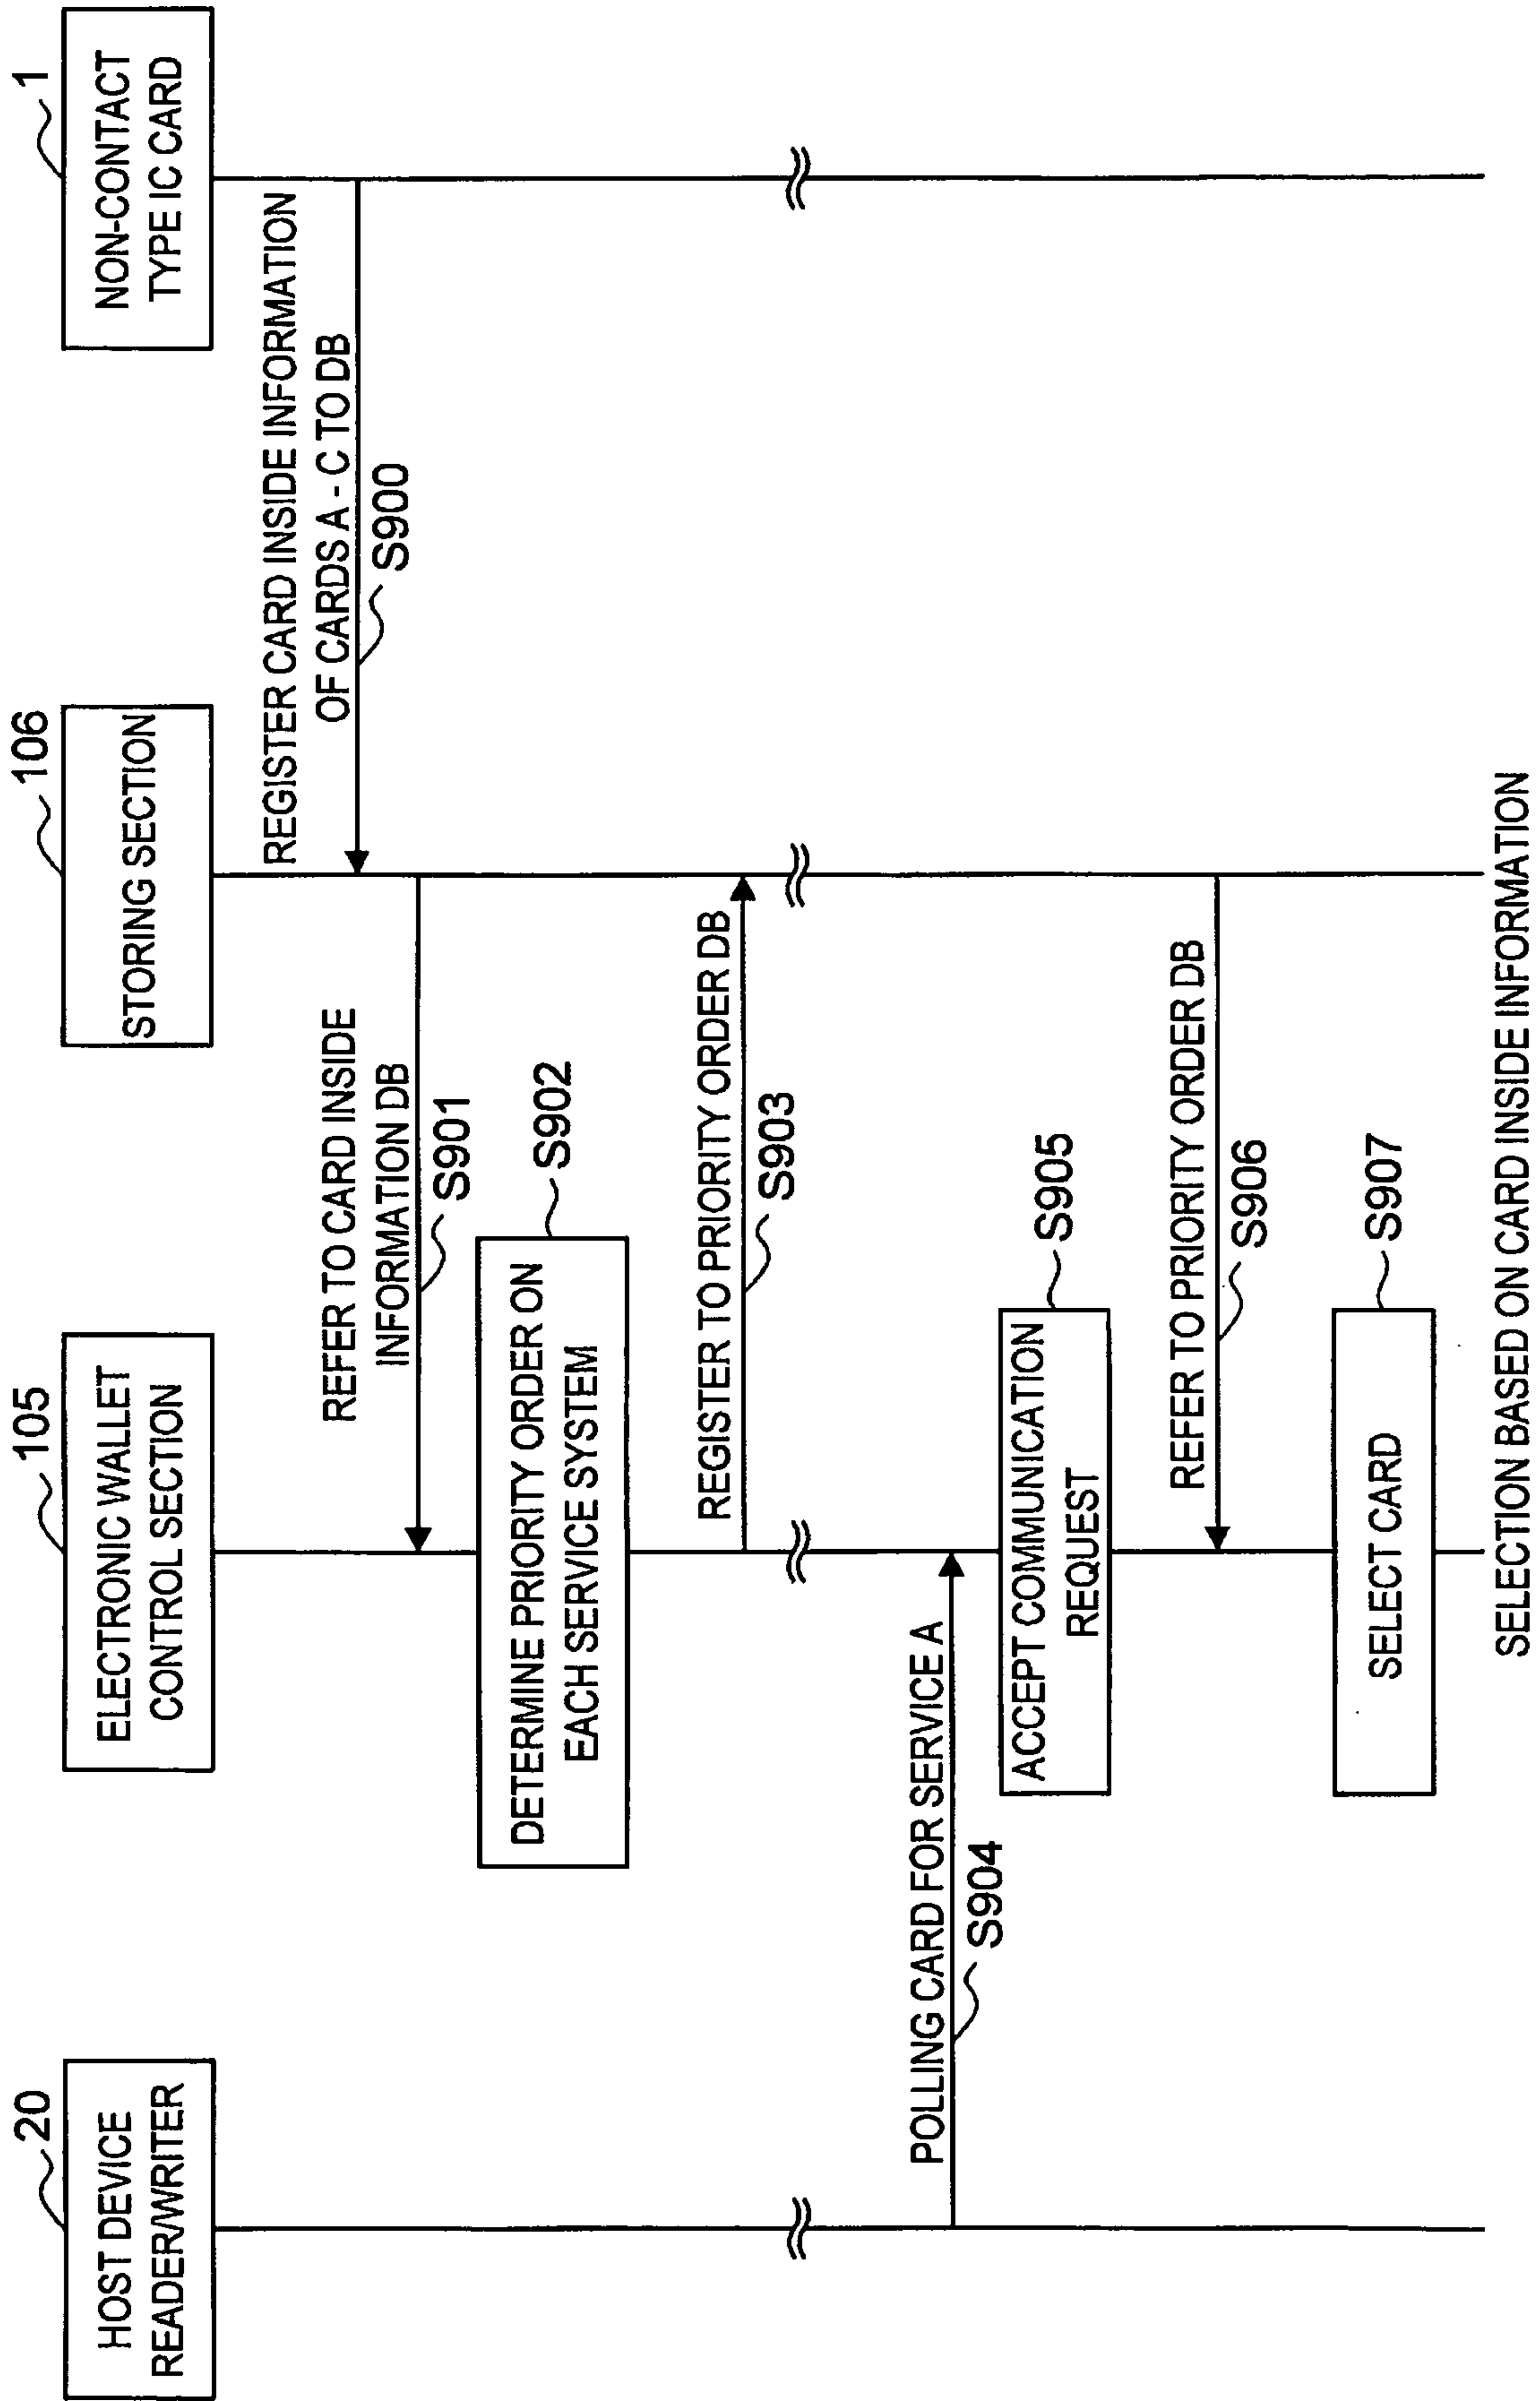 20
HOST DEVICE
READER/WRITER
105
ELECTRONIC WALLET
CONTROL SECTION
106
STORING SECTION
1
NON-CONTACT
TYPE IC CARD
REGISTER CARD INSIDE INFORMATION
OF CARDS A - C TO DB
S900
REFER TO CARD INSIDE
INFORMATION DB
S901
S902
DETERMINE PRIORITY ORDER ON
EACH SERVICE SYSTEM
REGISTER TO PRIORITY ORDER DB
S903
POLLING CARD FOR SERVICE A
S904
S905
ACCEPT COMMUNICATION
REQUEST
REFER TO PRIORITY ORDER DB
S906
S907
SELECT CARD
SELECTION BASED ON CARD INSIDE INFORMATION